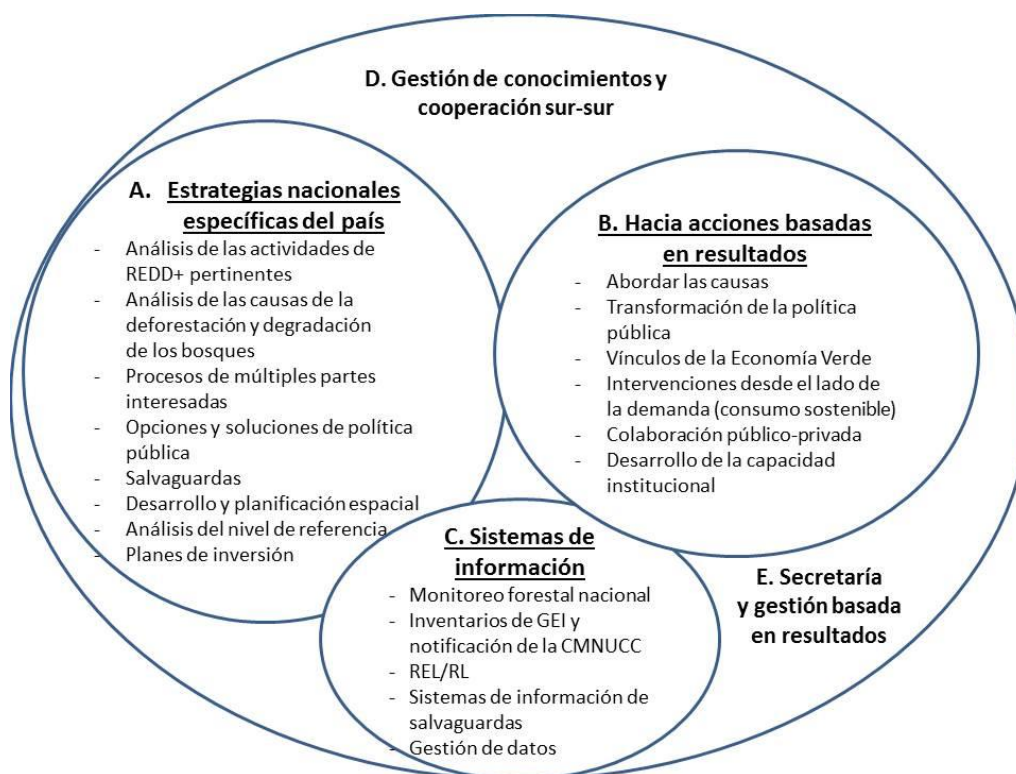 D. Gestión de conocimientos y
cooperación sur-sur
A. Estrategias nacionales
específicas del país
- Análisis de las actividades de
REDD+ pertinentes
- Análisis de las causas de la
deforestación y degradación
de los bosques
- Procesos de múltiples partes
interesadas
- Opciones y soluciones de política
pública
- Salvaguardas
- Desarrollo y planificación espacial
- Análisis del nivel de referencia
- Planes de inversión
B. Hacia acciones basadas
en resultados
- Abordar las causas
- Transformación de la política
pública
- Vínculos de la Economía Verde
- Intervenciones desde el lado de
la demanda (consumo sostenible)
- Colaboración público-privada
- Desarrollo de la capacidad
institucional
C. Sistemas de
información
- Monitoreo forestal nacional
- Inventarios de GEI y
notificación de la CMNUCC
- REL/RL
- Sistemas de información de
salvaguardas
- Gestión de datos
E. Secretaría
y gestión basada
en resultados